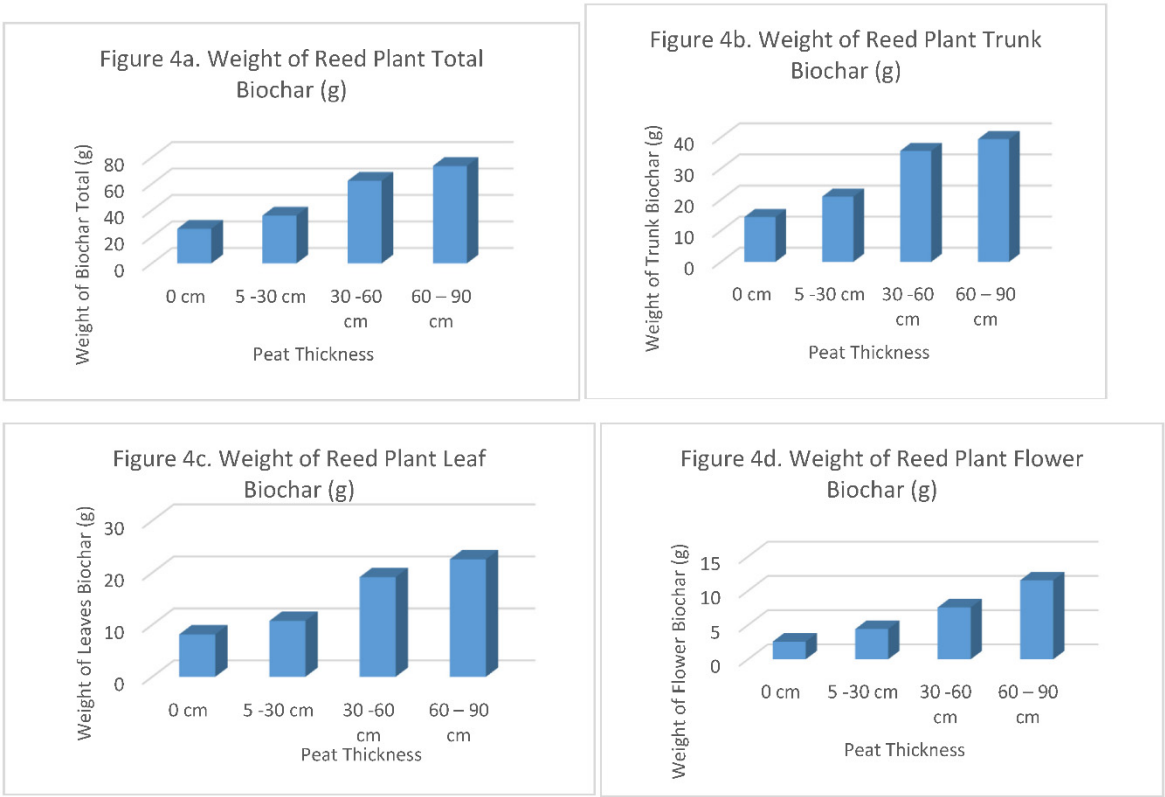 Figure 4a. Weight of Reed Plant Total
Biochar (g)
Weight of Biochar Total (g)
80
60
40
20
0
0 cm
5 -30 cm
30 -60
cm
60 – 90
cm
Peat Thickness
Figure 4b. Weight of Reed Plant Trunk
Biochar (g)
Weight of Trunk Biochar (g)
40
30
20
10
0
0 cm
5 -30 cm
30 -60
cm
60 – 90
cm
Peat Thickness
Figure 4c. Weight of Reed Plant Leaf
Biochar (g)
Weight of Leaves Biochar (g)
30
20
10
0
0 cm
5 -30 cm
30 -60
cm
60 – 90
cm
Peat Thickness
Figure 4d. Weight of Reed Plant Flower
Biochar (g)
Weight of Flower Biochar (g)
15
10
5
0
0 cm
5 -30 cm
30 -60
cm
60 – 90
cm
Peat Thickness